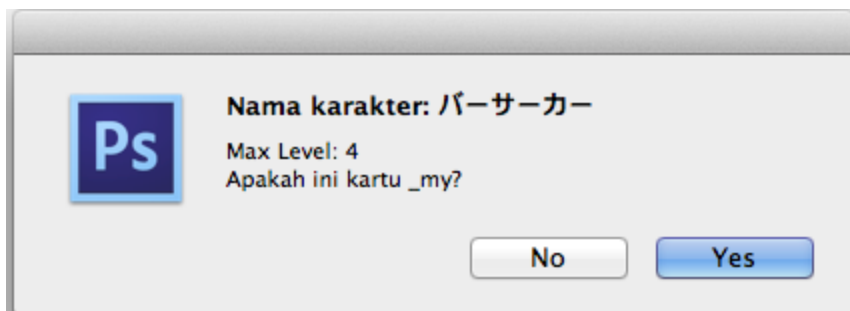 Ps
Nama karakter: バーサーカー
Max Level: 4
Apakah ini kartu _my?
No
Yes